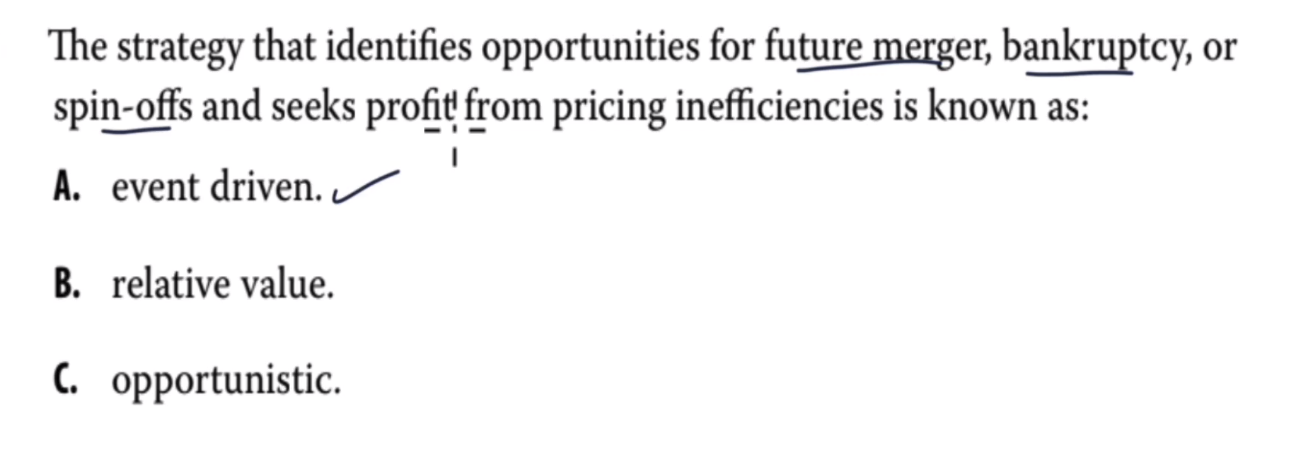 The strategy that identifies opportunities for future merger, bankruptcy, or
spin-offs and seeks profit from pricing inefficiencies is known as:
A. event driven.
B. relative value.
C. opportunistic.